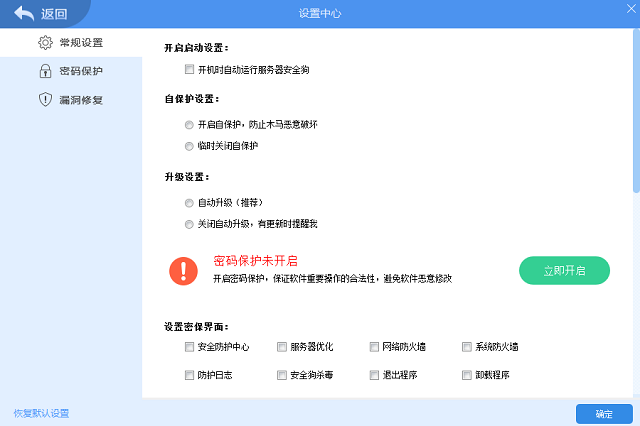 返回
设置中心
常规设置
密码保护
漏洞修复
开启启动设置：
开机时自动运行服务器安全狗
自保护设置：
开启自保护，防止木马恶意破坏
临时关闭自保护
升级设置：
自动升级（推荐）
关闭自动升级，有更新时提醒我
密码保护未开启
开启密码保护，保证软件重要操作的合法性，避免软件恶意修改
立即开启
设置密保界面：
安全防护中心 服务器优化 网络防火墙 系统防火墙
防护日志 安全狗杀毒 退出程序 卸载程序
恢复默认设置
确定